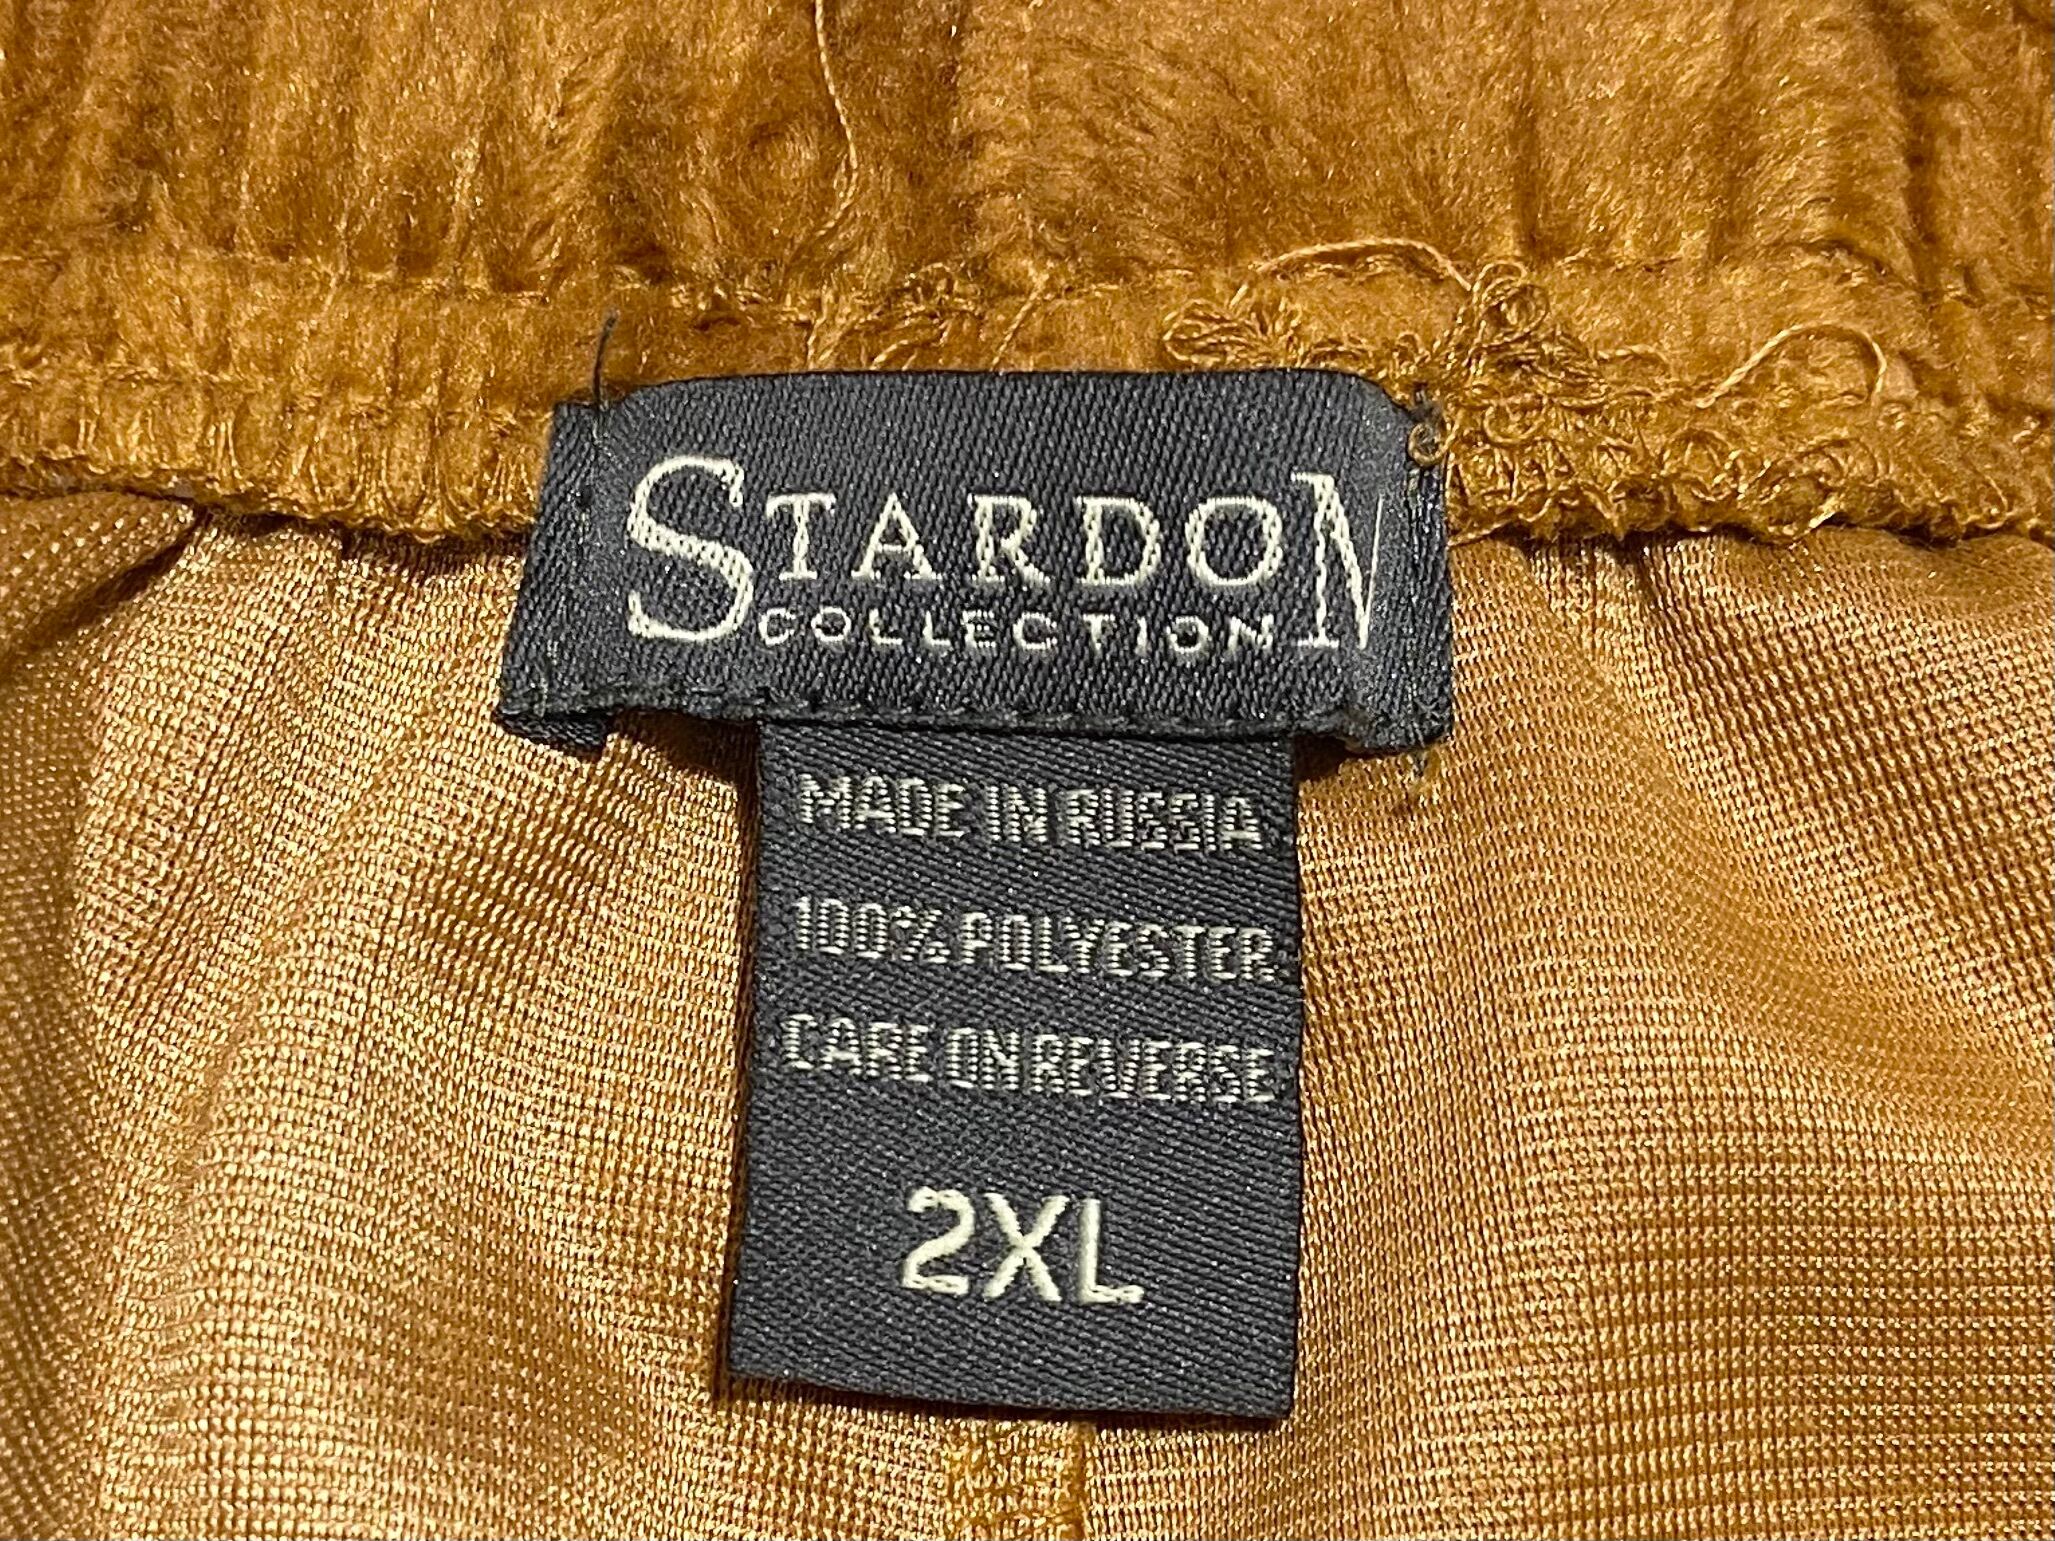 STARDON
COLLECTION
MADE IN RUSSIA
100% POLYESTER
CARE ON REVERSE
2XL